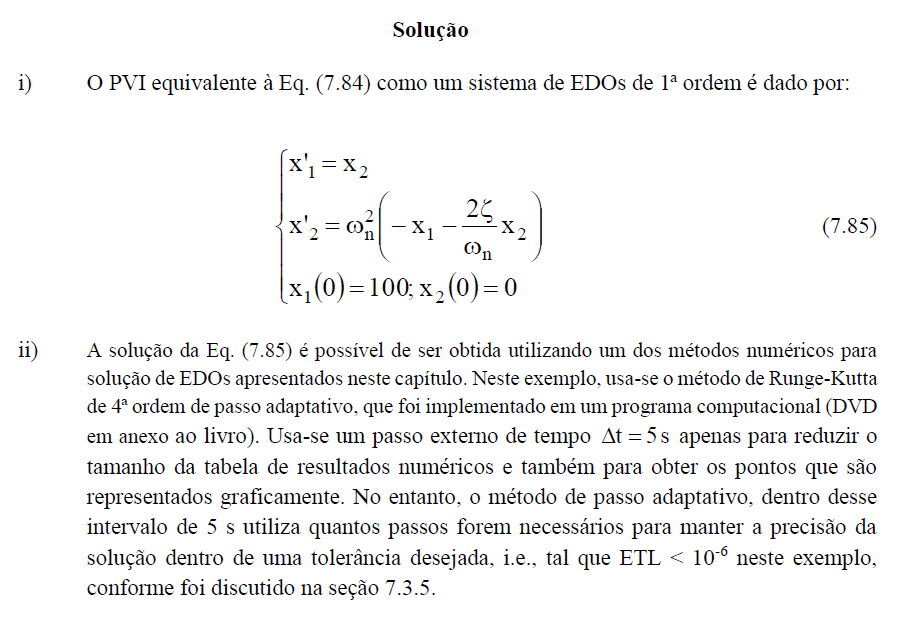 Solução
i) O PVI equivalente à Eq. (7.84) como um sistema de EDOs de 1ª ordem é dado por:
x'₁ = x₂
x'₂ = ωₙ²(−x₁ − 2ζ/ωₙ x₂) (7.85)
x₁(0) = 100; x₂(0) = 0
ii) A solução da Eq. (7.85) é possível de ser obtida utilizando um dos métodos numéricos para
solução de EDOs apresentados neste capítulo. Neste exemplo, usa-se o método de Runge-Kutta
de 4ª ordem de passo adaptativo, que foi implementado em um programa computacional (DVD
em anexo ao livro). Usa-se um passo externo de tempo Δt = 5 s apenas para reduzir o
tamanho da tabela de resultados numéricos e também para obter os pontos que são
representados graficamente. No entanto, o método de passo adaptativo, dentro desse
intervalo de 5 s utiliza quantos passos forem necessários para manter a precisão da
solução dentro de uma tolerância desejada, i.e., tal que ETL < 10⁻⁶ neste exemplo,
conforme foi discutido na seção 7.3.5.